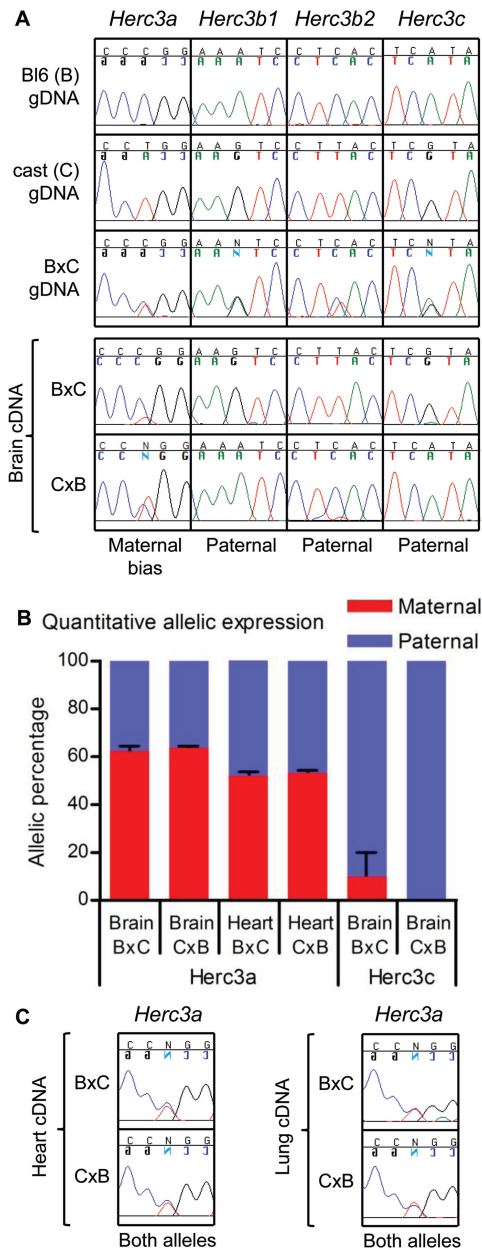 A
Herc3a Herc3b1 Herc3b2 Herc3c
Bl6 (B) gDNA
C C C G G A A A T C C T C A C T C A T A
A A A T C C T C A C T C A T A
cast (C) gDNA
C C T G G A A G T C C T T A C T C G T A
A A G T C C T T A C T C G T A
BxC gDNA
C C C G G A A N T C C T C A C T C N T A
A A N T C C T C A C T C N T A
Brain cDNA
BxC
C C C G G A A G T C C T T A C T C G T A
C C C G G A A G T C C T T A C T C G T A
CxB
C C N G G A A A T C C T C A C T C A T A
C C N G G A A A T C C T C A C T C A T A
Maternal bias Paternal Paternal Paternal
B
Quantitative allelic expression
Maternal
Paternal
Allelic percentage
100
80
60
40
20
0
Brain BxC
Brain CxB
Heart BxC
Heart CxB
Brain BxC
Brain CxB
Herc3a Herc3c
C
Herc3a
Heart cDNA
BxC
C C N G G
CxB
C C N G G
Both alleles
Herc3a
Lung cDNA
BxC
C C N G G
CxB
C C N G G
Both alleles